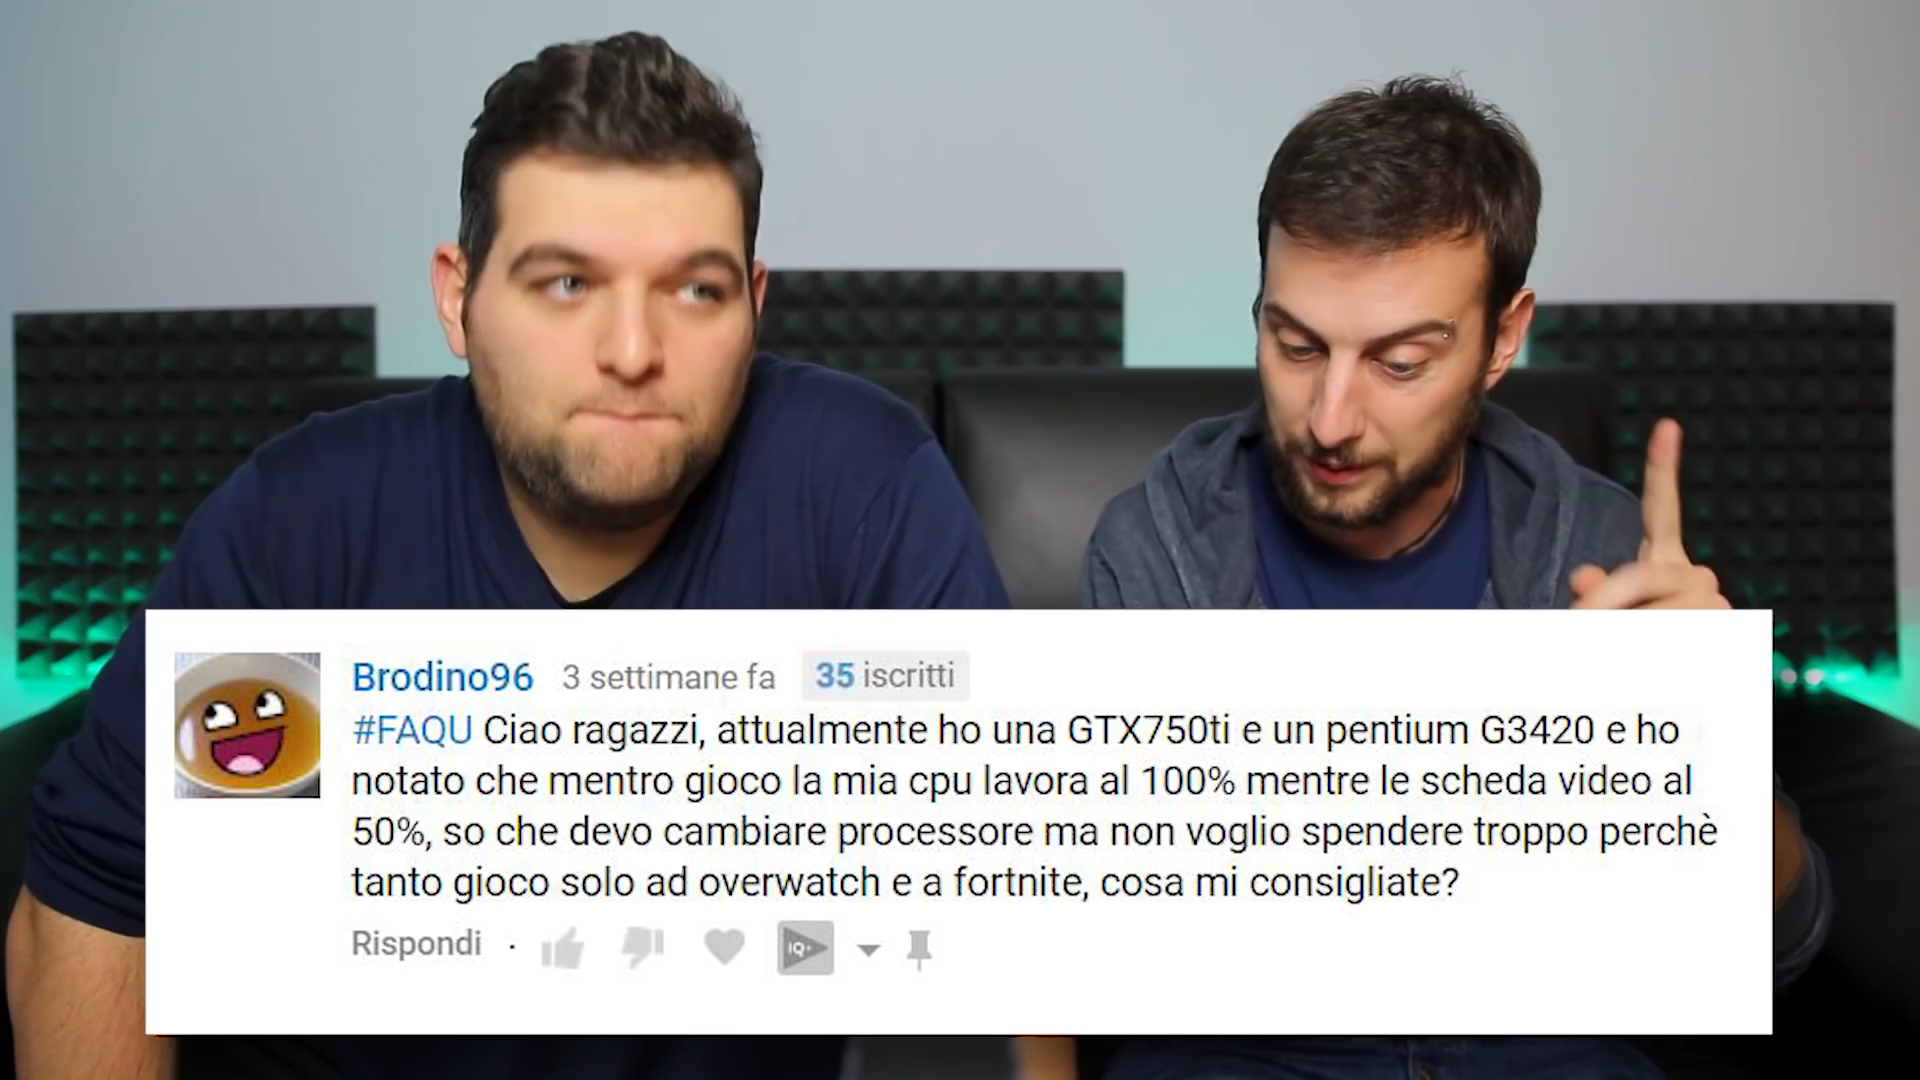 Brodino96 3 settimane fa 35 iscritti
#FAQU Ciao ragazzi, attualmente ho una GTX750ti e un pentium G3420 e ho
notato che mentro gioco la mia cpu lavora al 100% mentre le scheda video al
50%, so che devo cambiare processore ma non voglio spendere troppo perchè
tanto gioco solo ad overwatch e a fortnite, cosa mi consigliate?
Rispondi · IQ+